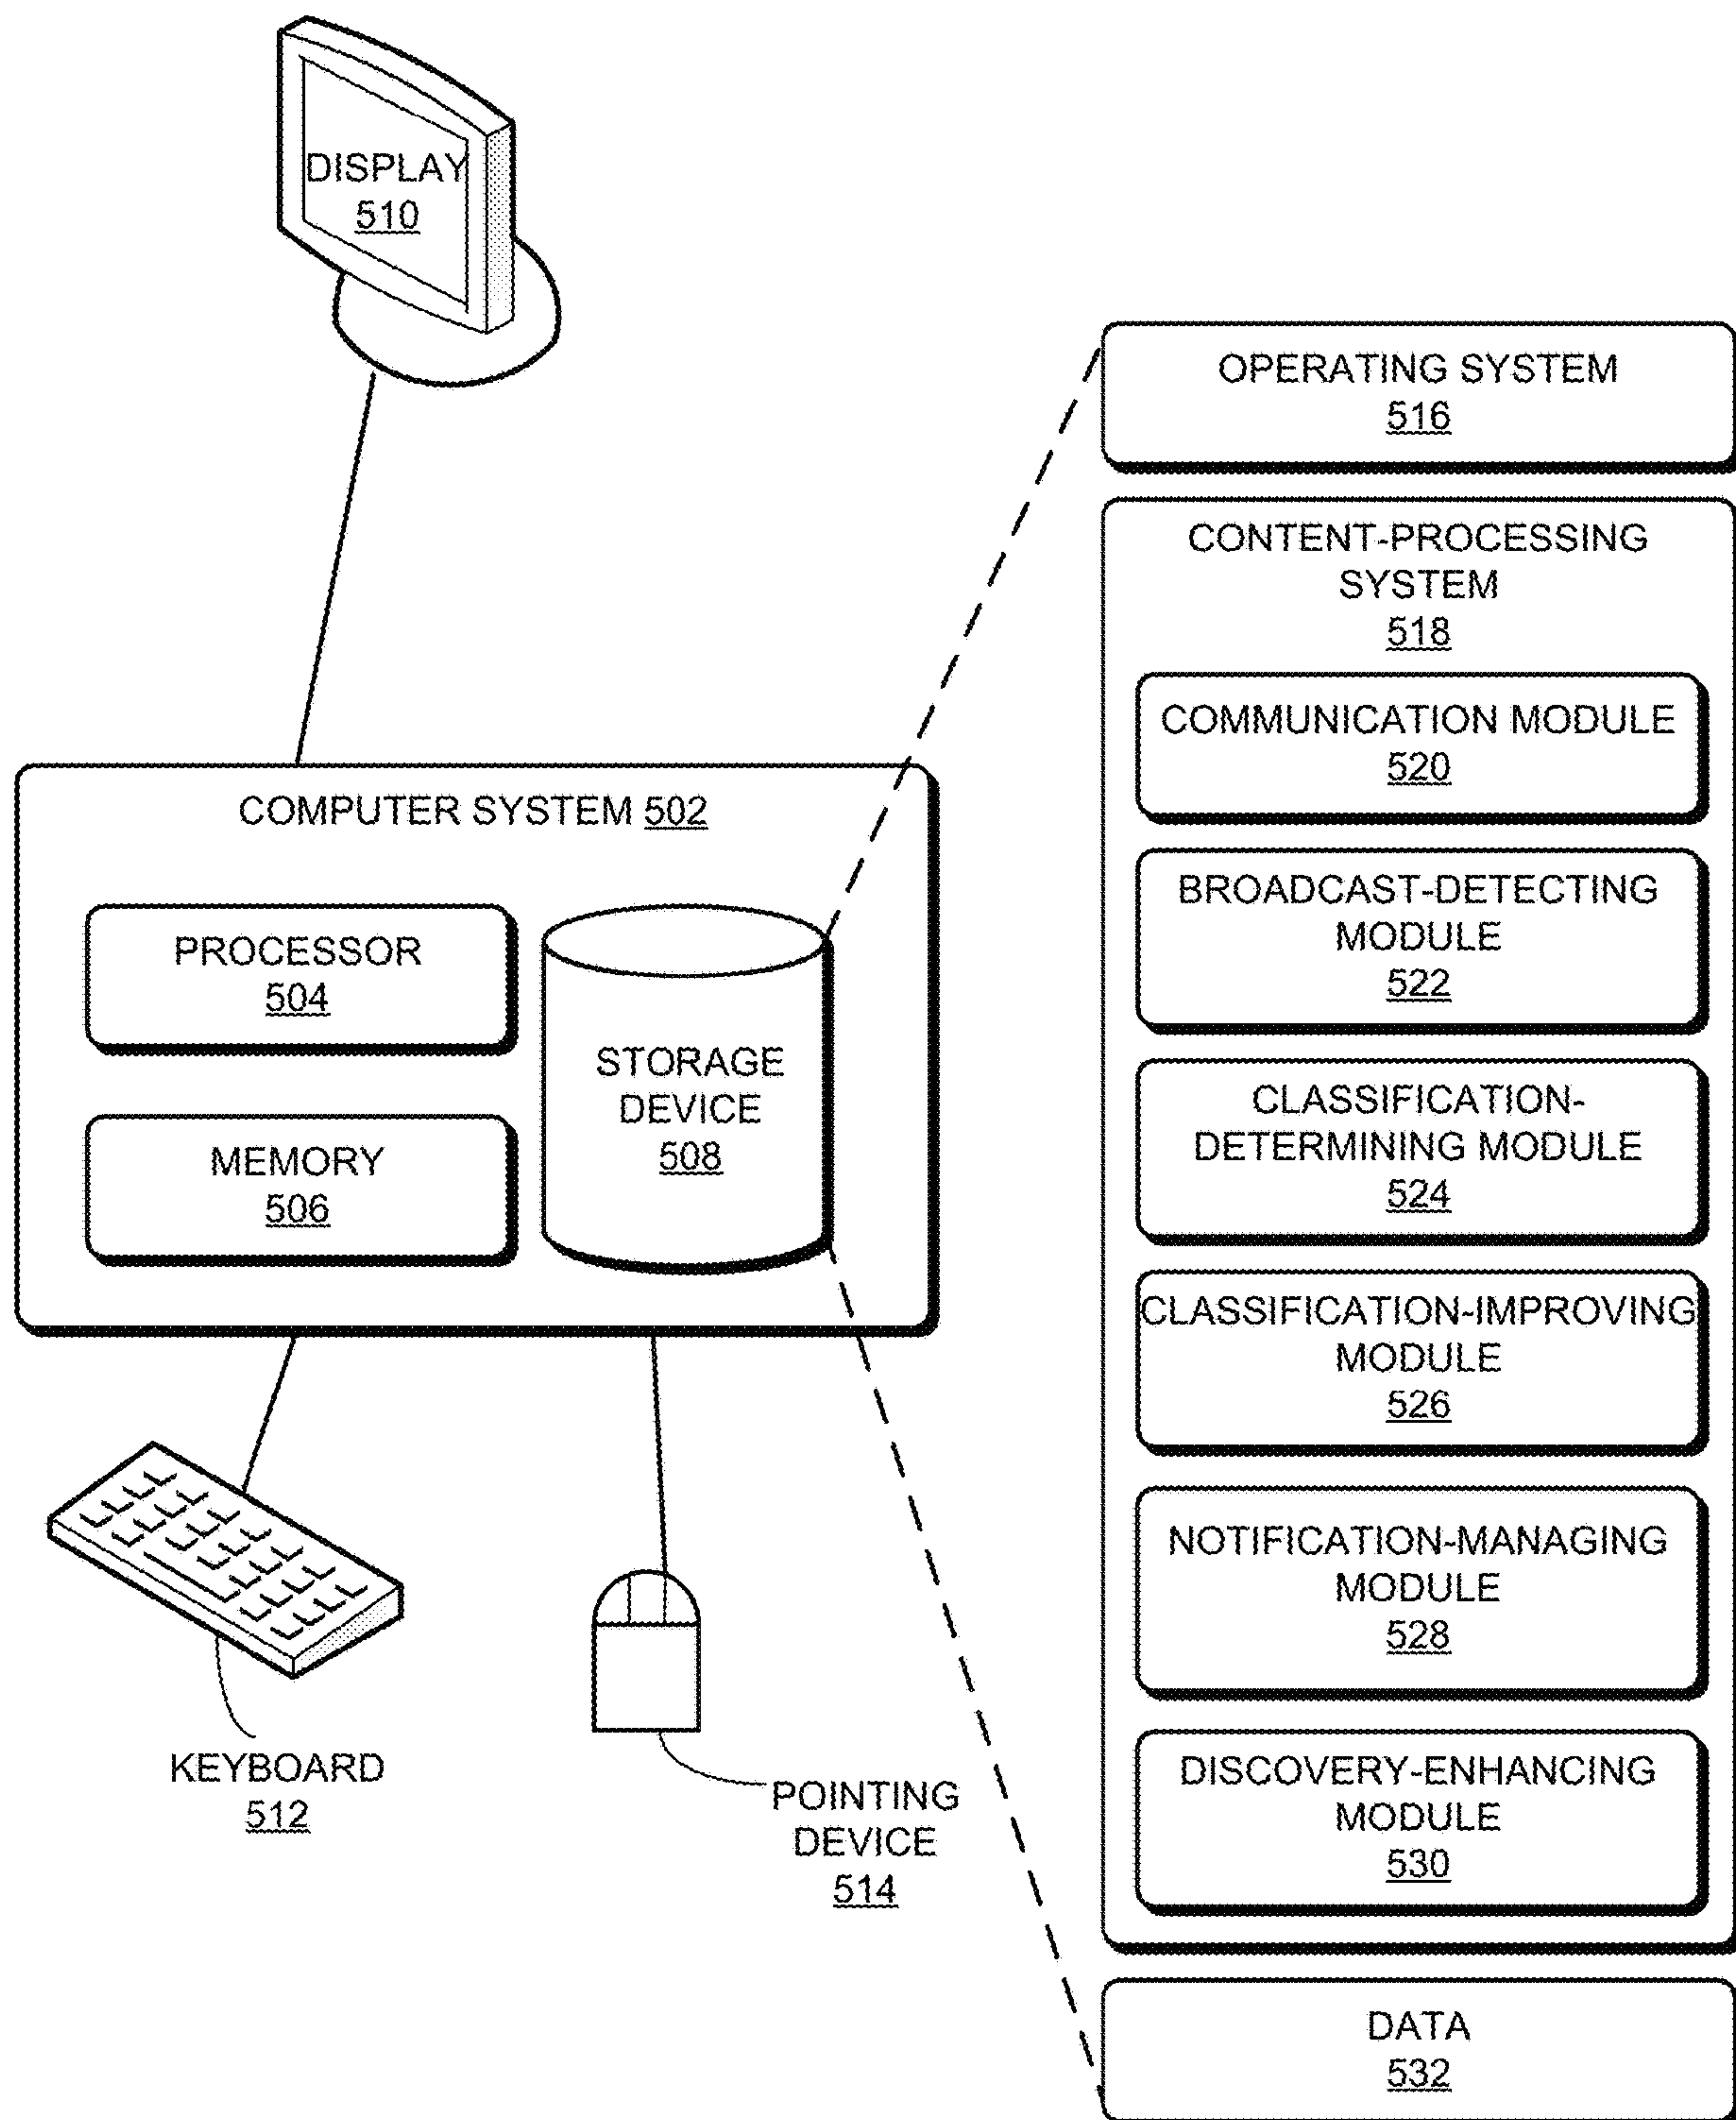 DISPLAY
510
COMPUTER SYSTEM 502
PROCESSOR
504
MEMORY
506
STORAGE
DEVICE
508
KEYBOARD
512
POINTING
DEVICE
514
OPERATING SYSTEM
516
CONTENT-PROCESSING
SYSTEM
518
COMMUNICATION MODULE
520
BROADCAST-DETECTING
MODULE
522
CLASSIFICATION-
DETERMINING MODULE
524
CLASSIFICATION-IMPROVING
MODULE
526
NOTIFICATION-MANAGING
MODULE
528
DISCOVERY-ENHANCING
MODULE
530
DATA
532